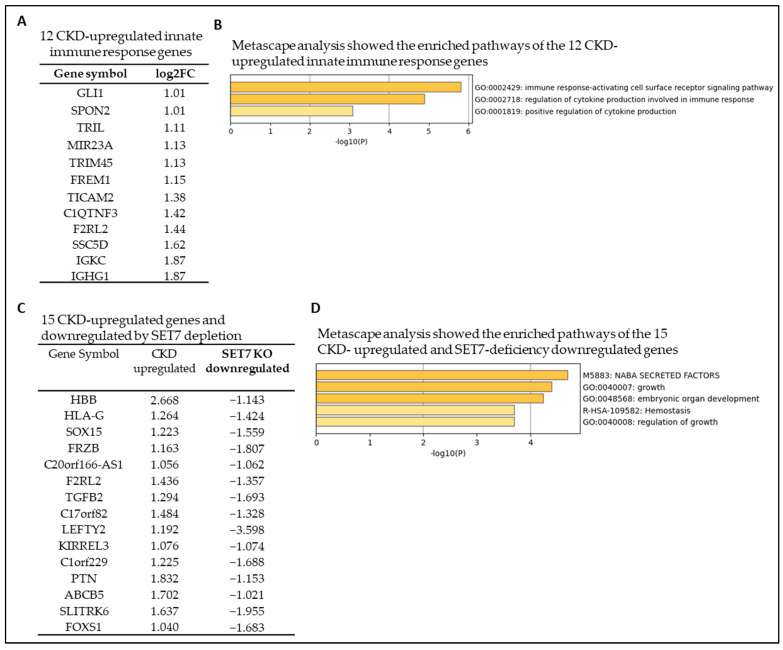 A
12 CKD-upregulated innate
immune response genes
Gene symbol log2FC
GLI1 1.01
SPON2 1.01
TRIL 1.11
MIR23A 1.13
TRIM45 1.13
FREM1 1.15
TICAM2 1.38
C1QTNF3 1.42
F2RL2 1.44
SSC5D 1.62
IGKC 1.87
IGHG1 1.87
B
Metascape analysis showed the enriched pathways of the 12 CKD-
upregulated innate immune response genes
GO:0002429: immune response-activating cell surface receptor signaling pathway
GO:0002718: regulation of cytokine production involved in immune response
GO:0001819: positive regulation of cytokine production
0 1 2 3 4 5 6
-log10(P)
C
15 CKD-upregulated genes and
downregulated by SET7 depletion
Gene Symbol CKD SET7 KO
upregulated downregulated
HBB 2.668 −1.143
HLA-G 1.264 −1.424
SOX15 1.223 −1.559
FRZB 1.163 −1.807
C20orf166-AS1 1.056 −1.062
F2RL2 1.436 −1.357
TGFB2 1.294 −1.693
C17orf82 1.484 −1.328
LEFTY2 1.192 −3.598
KIRREL3 1.076 −1.074
C1orf229 1.225 −1.688
PTN 1.832 −1.153
ABCB5 1.702 −1.021
SLITRK6 1.637 −1.955
FOXS1 1.040 −1.683
D
Metascape analysis showed the enriched pathways of the 15
CKD- upregulated and SET7-deficiency downregulated genes
M5883: NABA SECRETED FACTORS
GO:0040007: growth
GO:0048568: embryonic organ development
R-HSA-109582: Hemostasis
GO:0040008: regulation of growth
0 1 2 3 4
-log10(P)